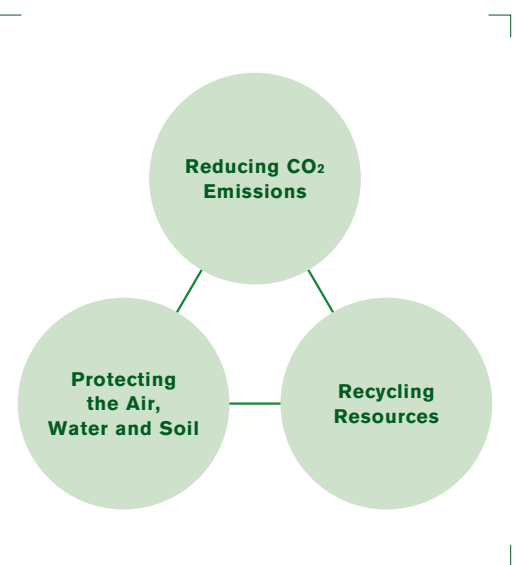 Reducing CO₂
Emissions
Protecting
the Air,
Water and Soil
Recycling
Resources